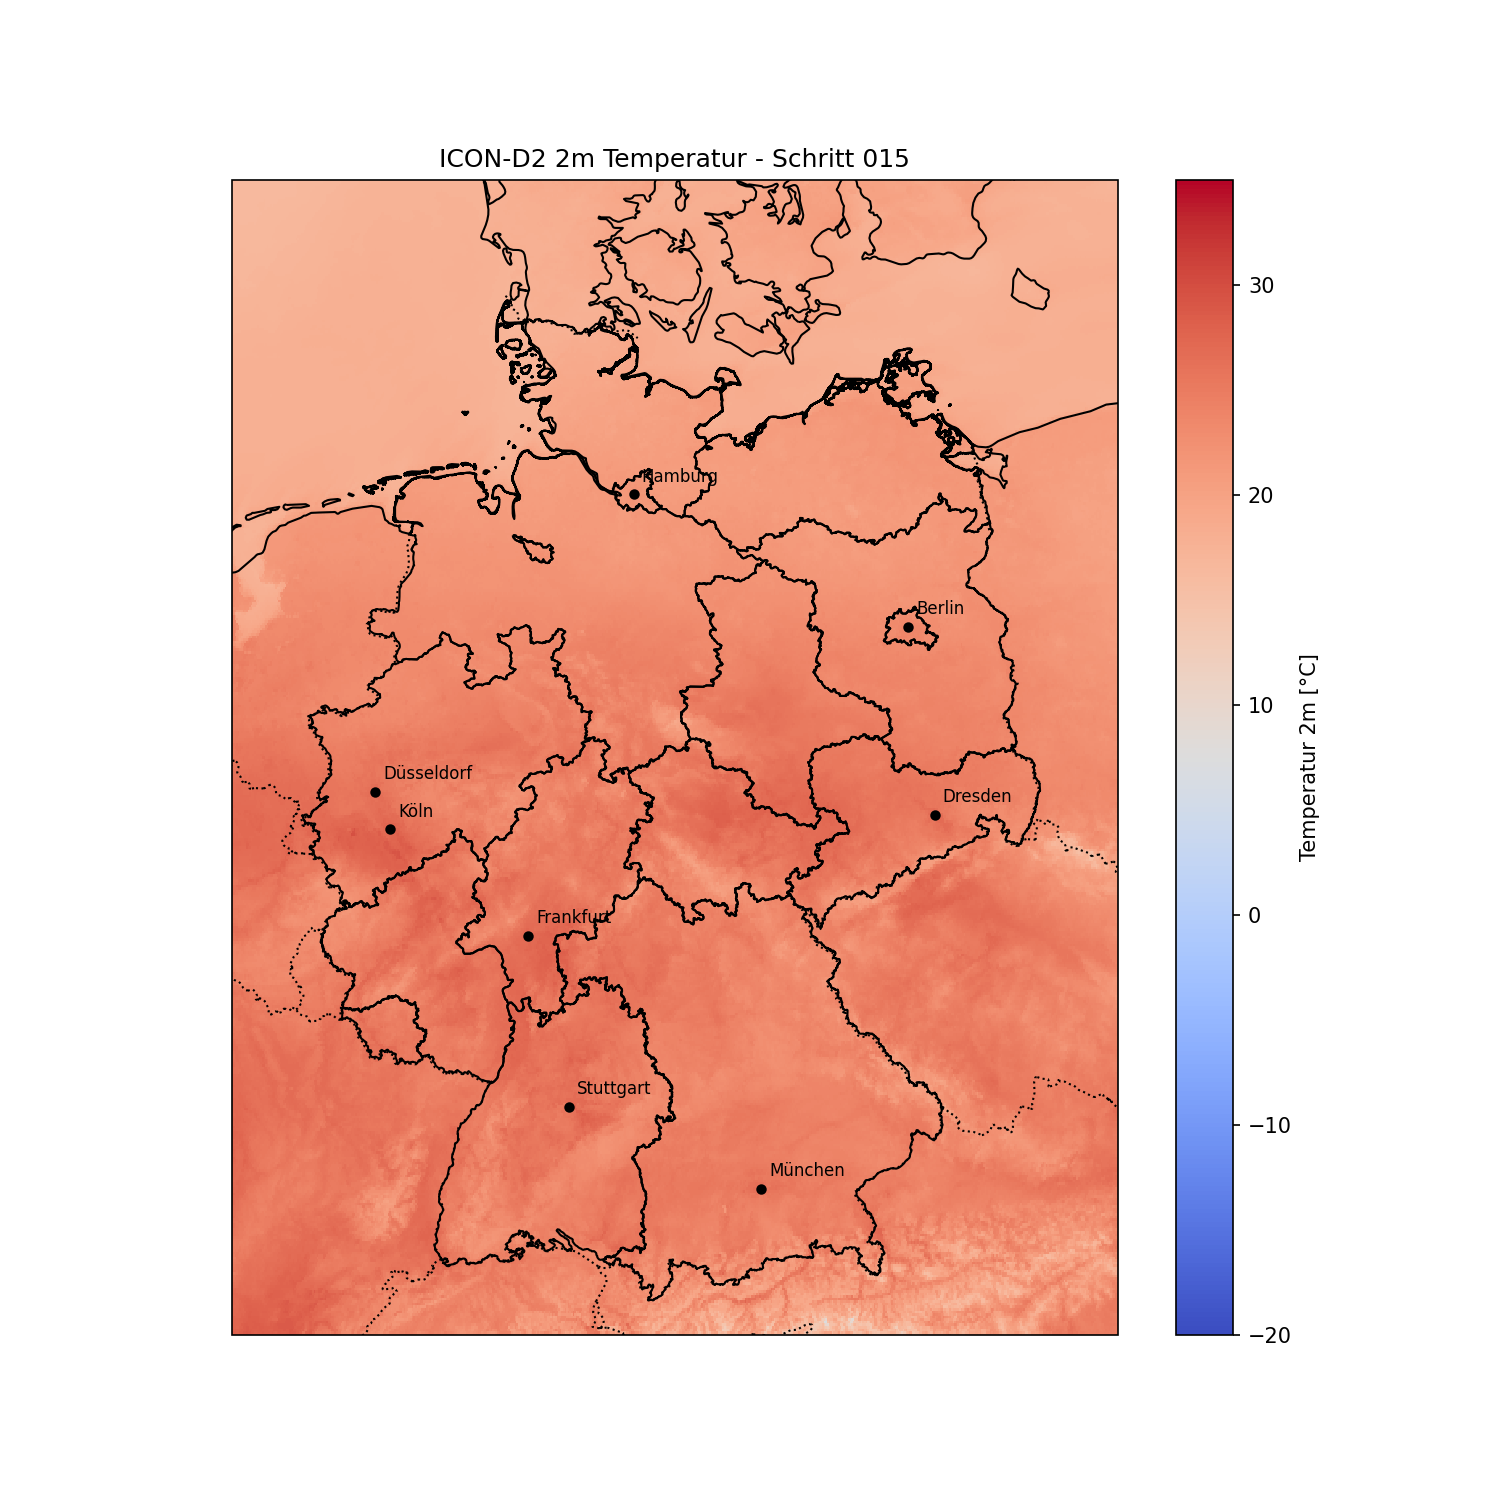 ICON-D2 2m Temperatur - Schritt 015
Hamburg
Berlin
Düsseldorf
Köln
Dresden
Frankfurt
Stuttgart
München
30
20
10
0
−10
−20
Temperatur 2m [°C]